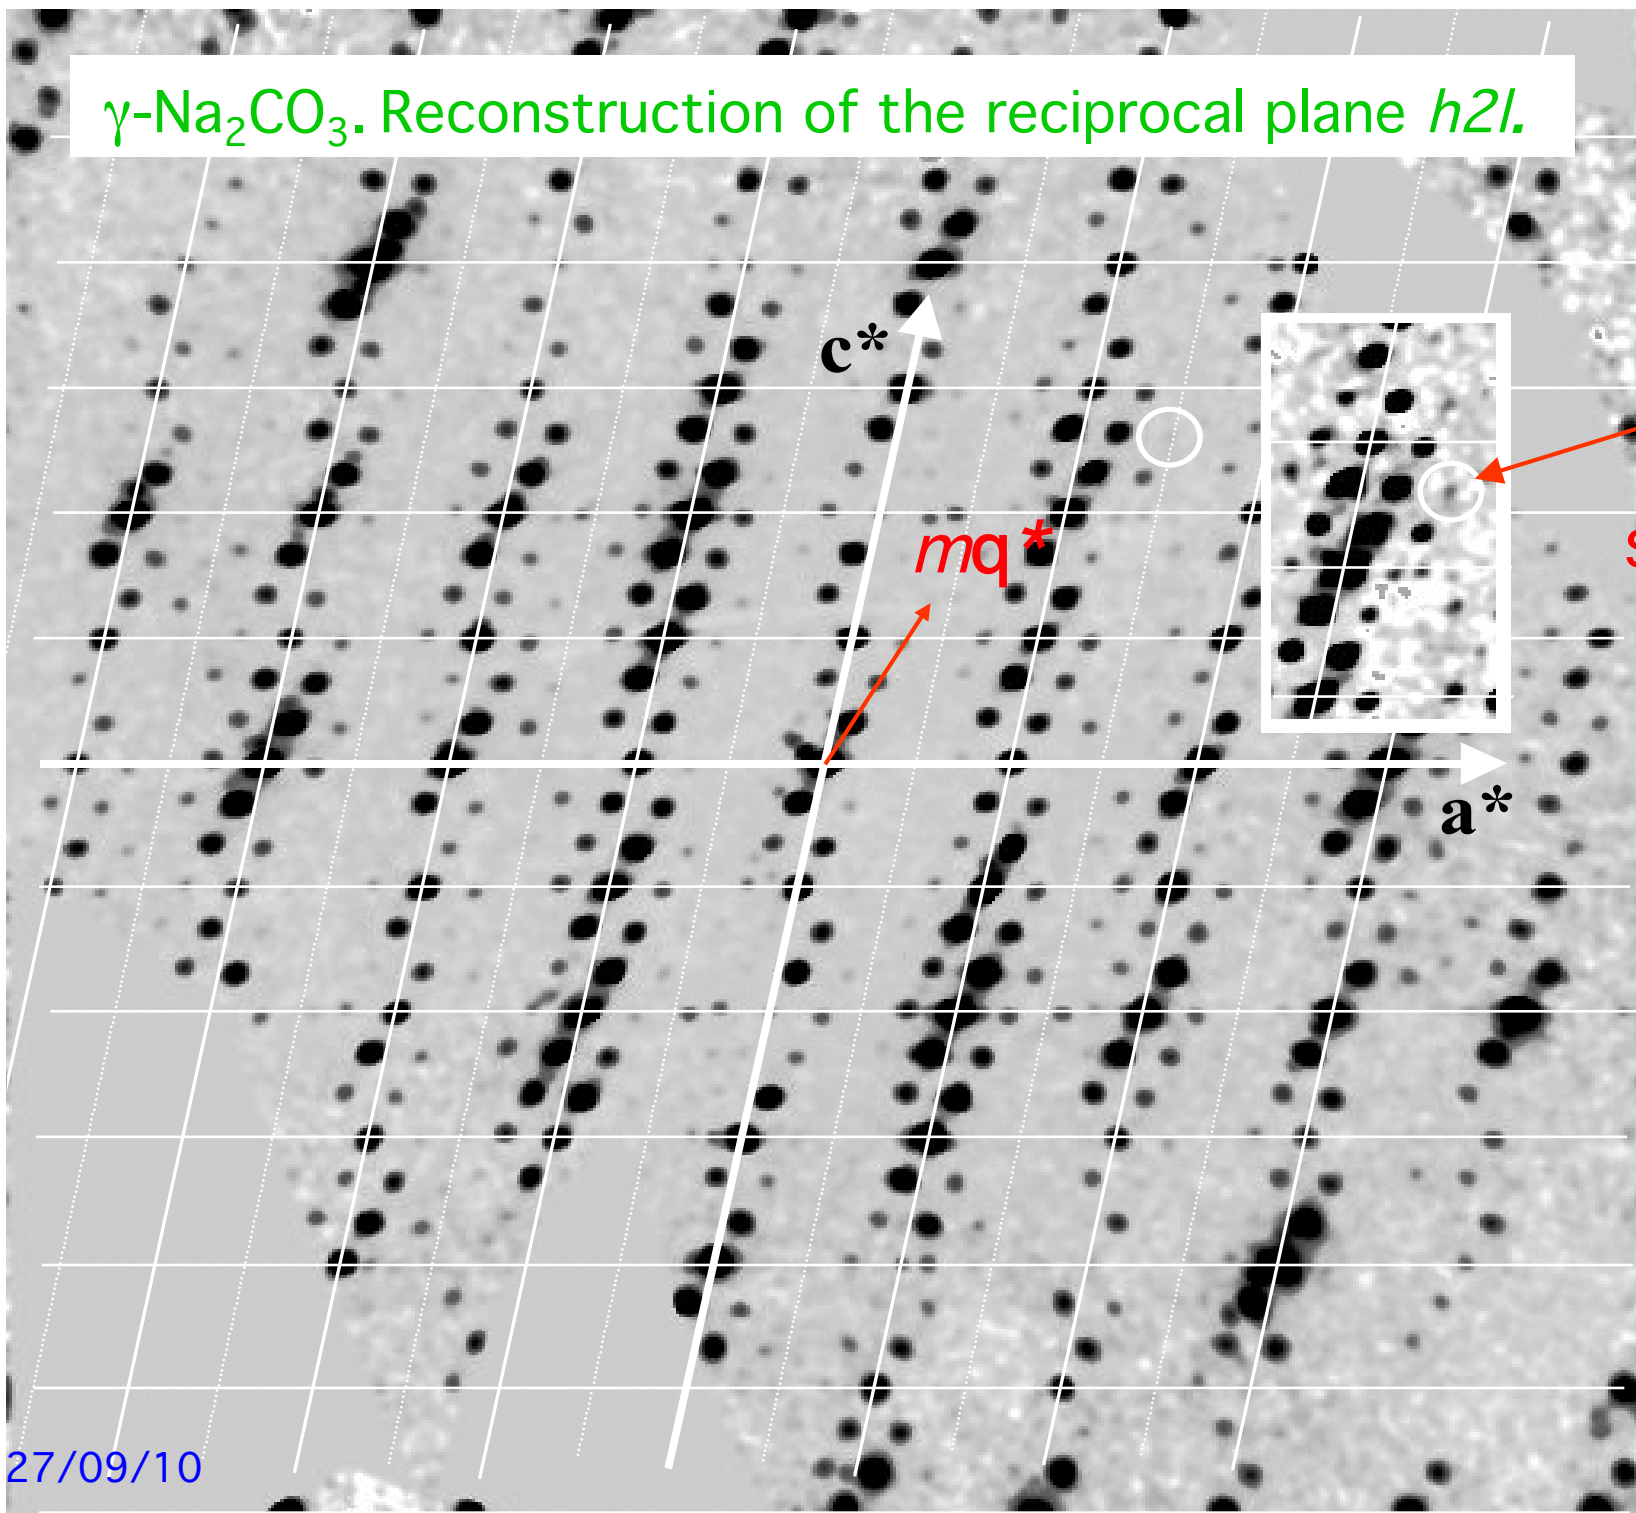 γ-Na₂CO₃. Reconstruction of the reciprocal plane h2l.
c*
mq*
a*
27/09/10